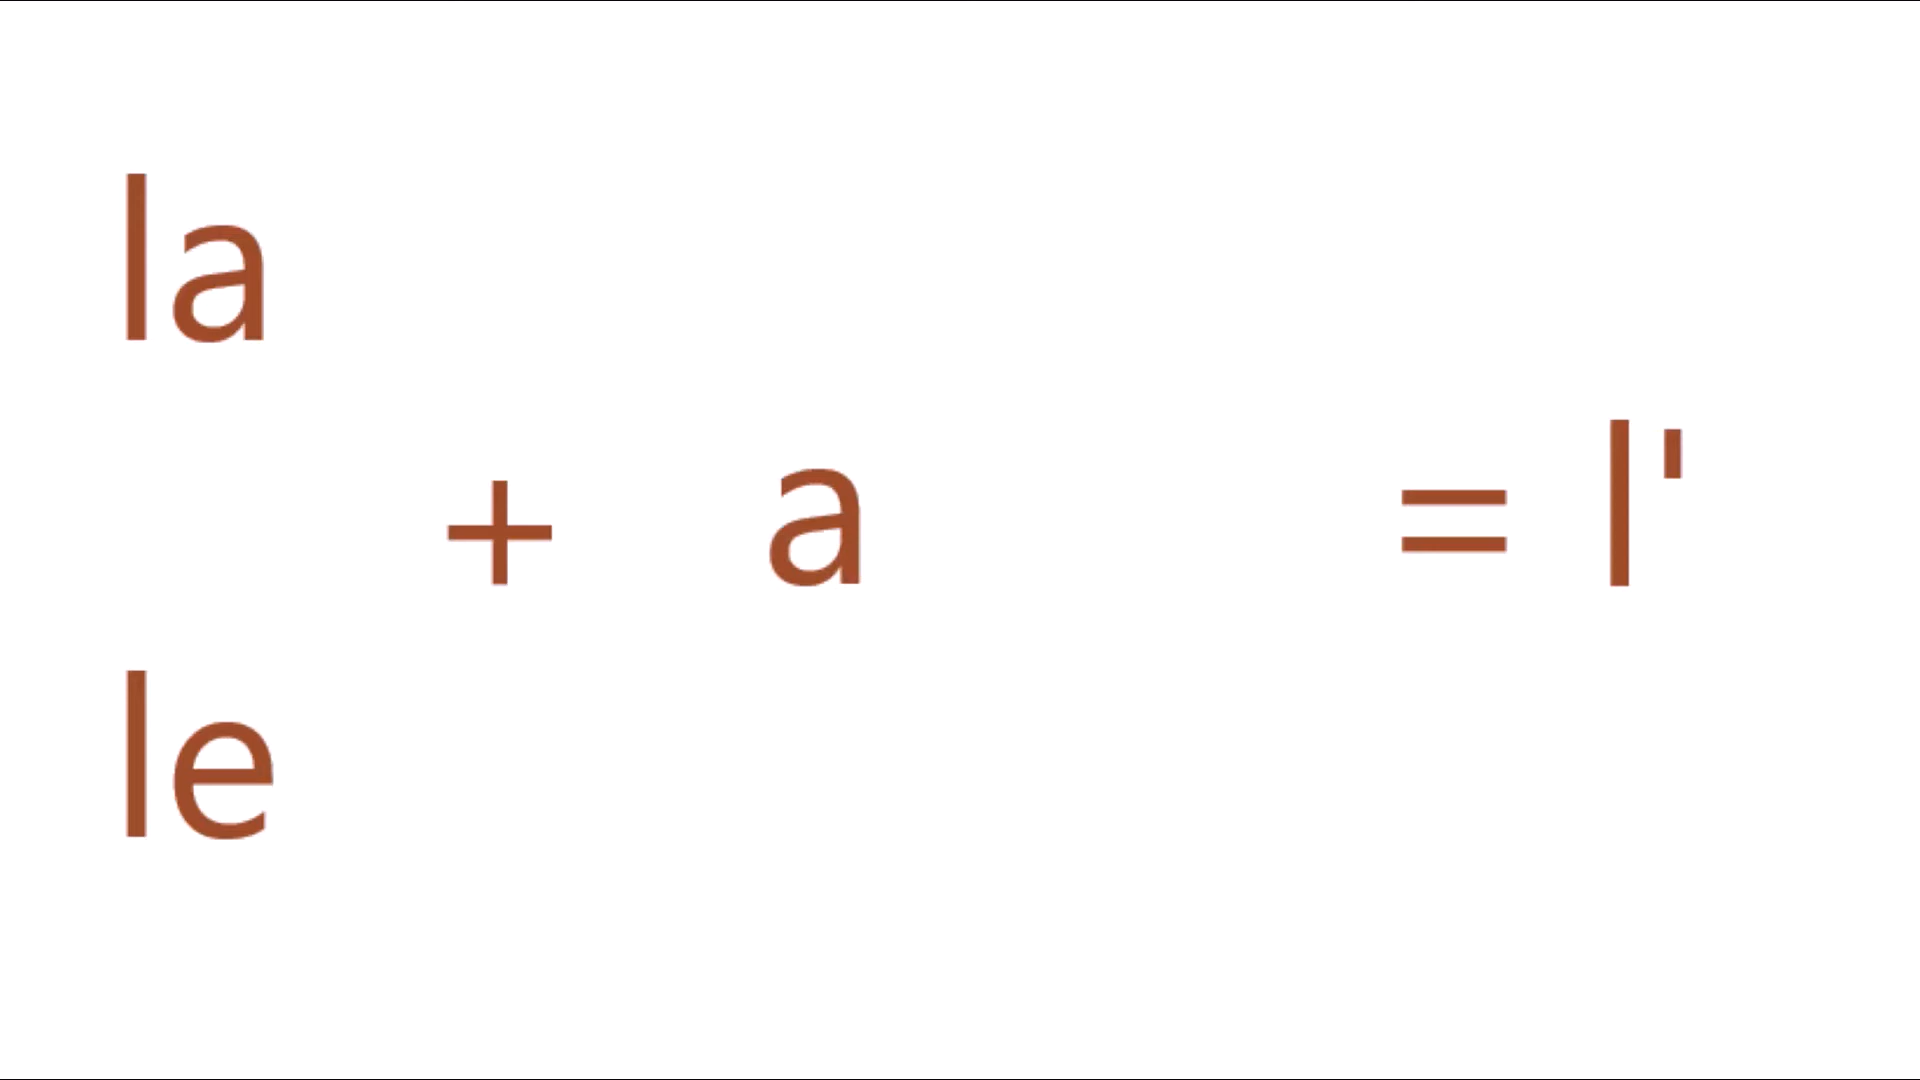 la
+ a = l'
le